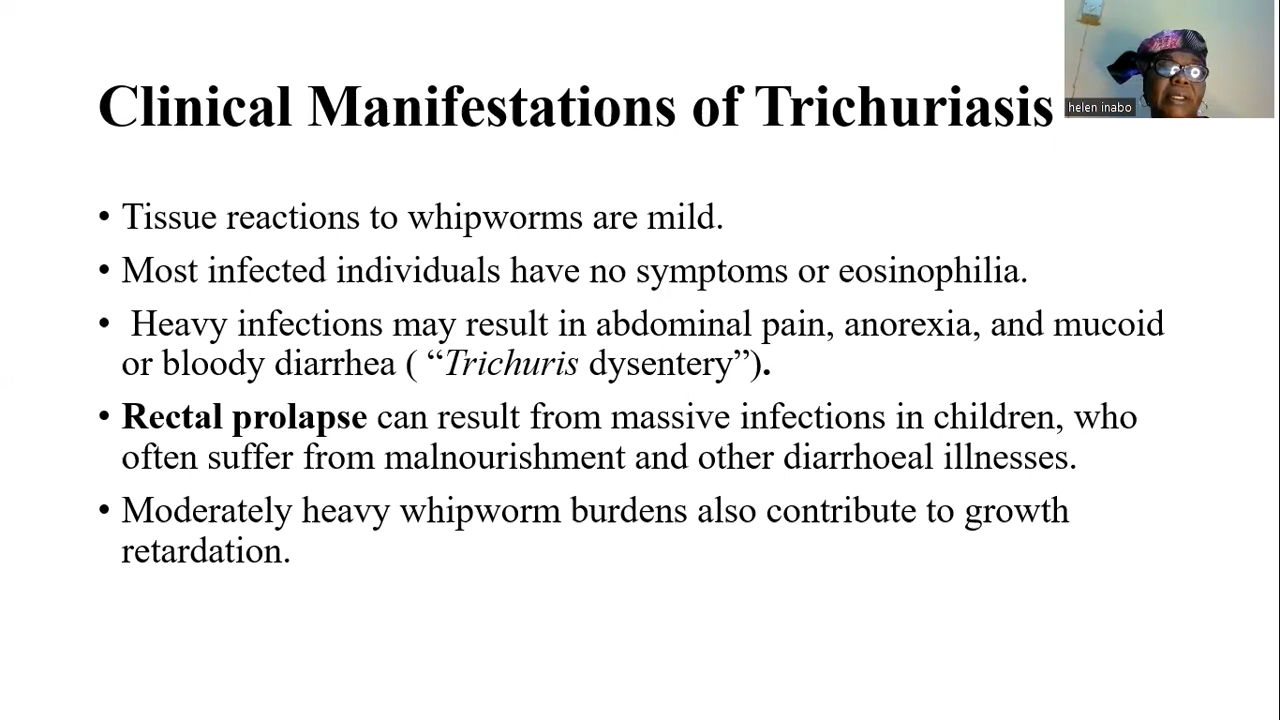 Clinical Manifestations of Trichuriasis
helen inabo
• Tissue reactions to whipworms are mild.
• Most infected individuals have no symptoms or eosinophilia.
• Heavy infections may result in abdominal pain, anorexia, and mucoid
or bloody diarrhea ( “Trichuris dysentery”).
• Rectal prolapse can result from massive infections in children, who
often suffer from malnourishment and other diarrhoeal illnesses.
• Moderately heavy whipworm burdens also contribute to growth
retardation.